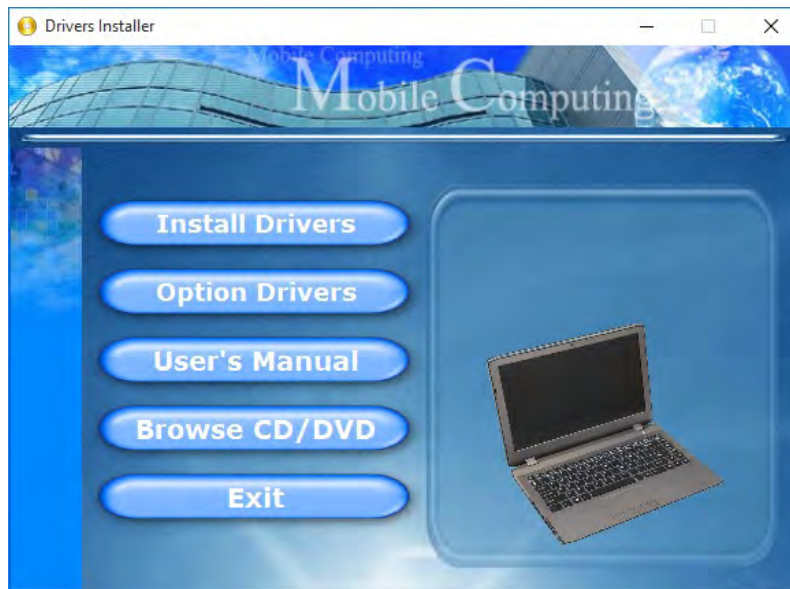 Drivers Installer
Mobile Computing
Mobile Computing
Install Drivers
Option Drivers
User's Manual
Browse CD/DVD
Exit